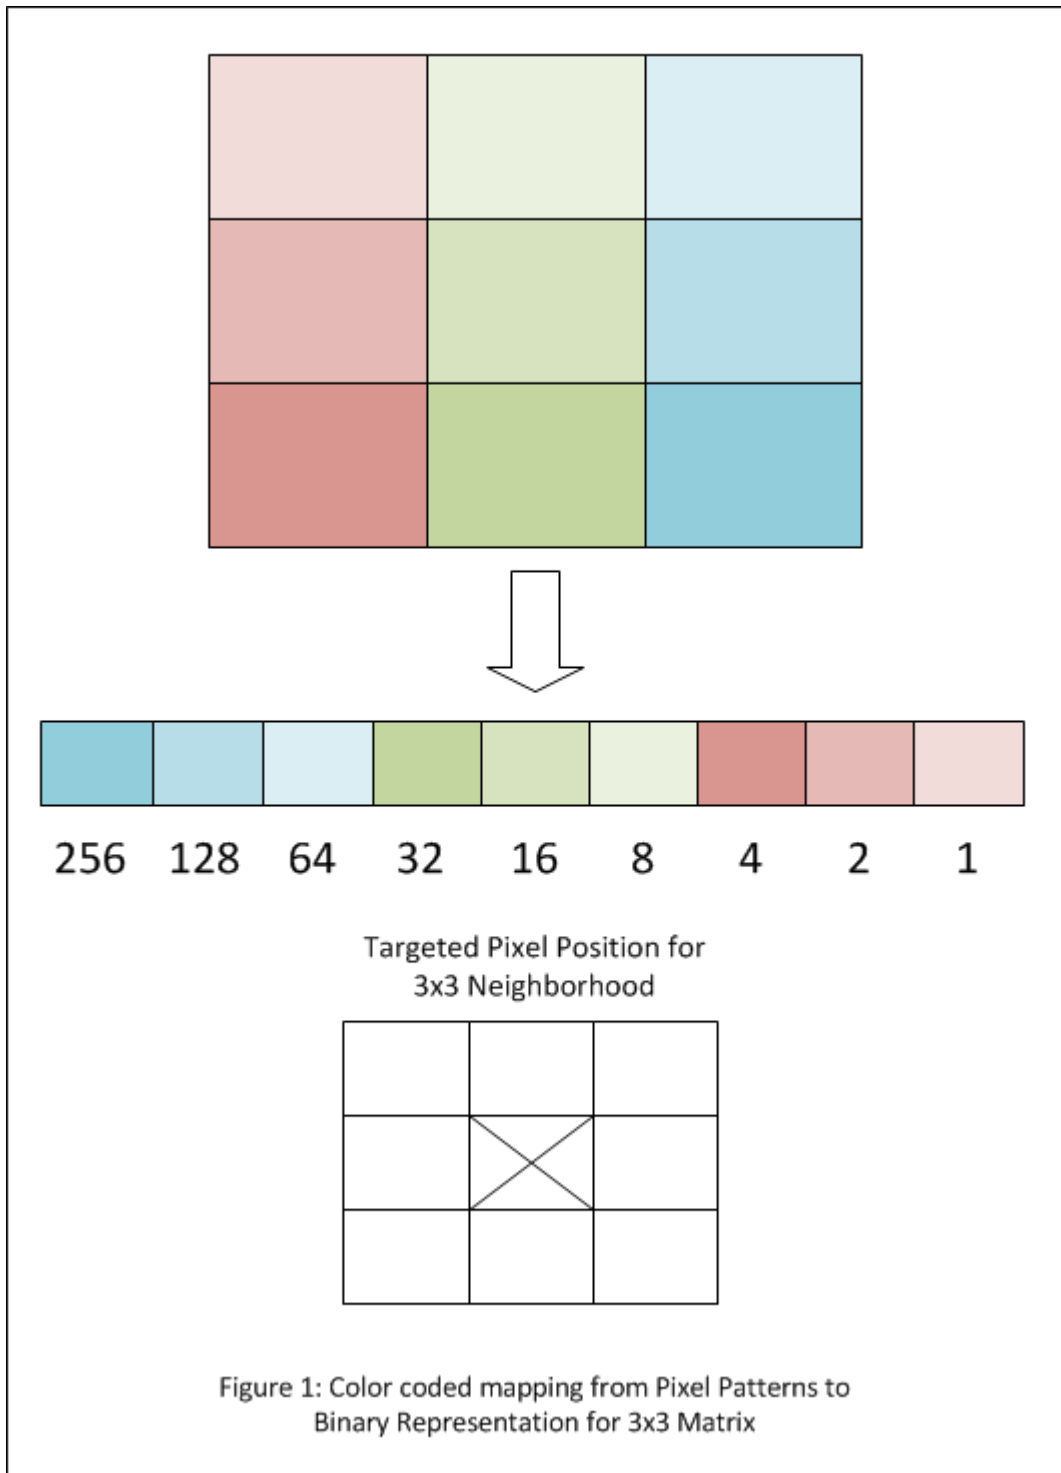 256 128 64 32 16 8 4 2 1
Targeted Pixel Position for
3x3 Neighborhood
Figure 1: Color coded mapping from Pixel Patterns to
Binary Representation for 3x3 Matrix